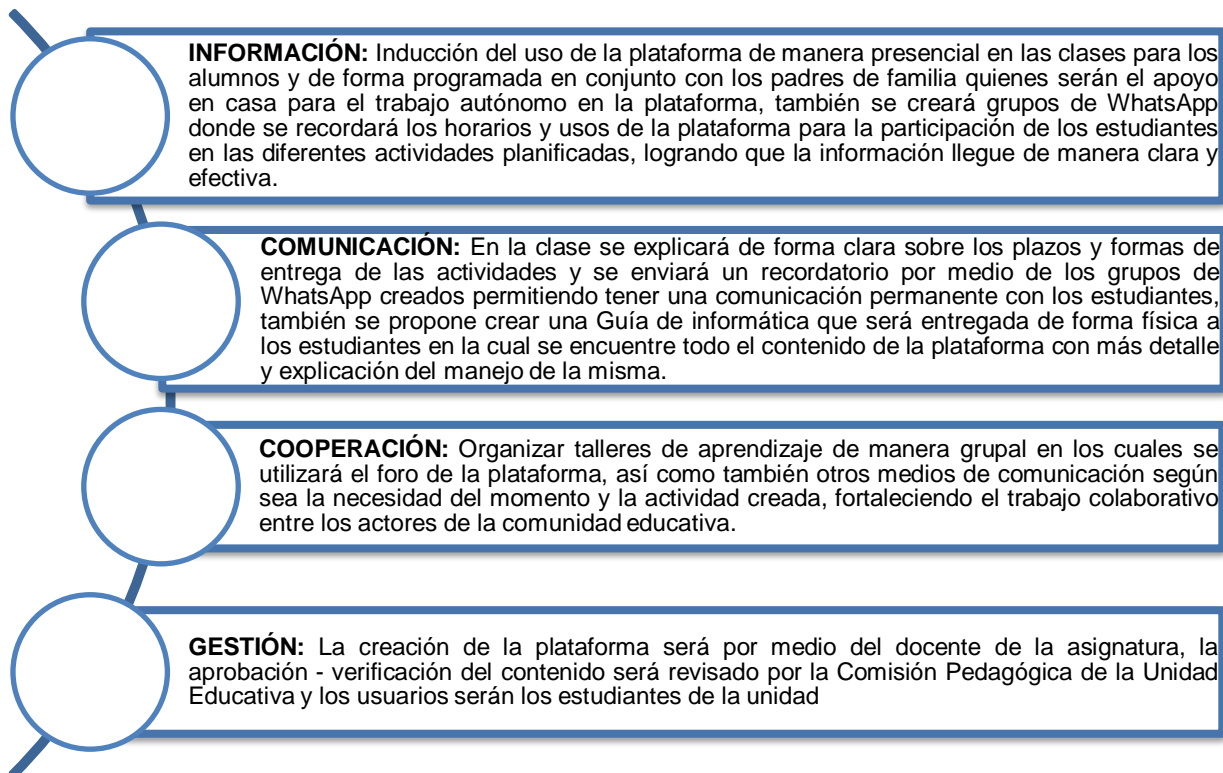 INFORMACIÓN: Inducción del uso de la plataforma de manera presencial en las clases para los
alumnos y de forma programada en conjunto con los padres de familia quienes serán el apoyo
en casa para el trabajo autónomo en la plataforma, también se creará grupos de WhatsApp
donde se recordará los horarios y usos de la plataforma para la participación de los estudiantes
en las diferentes actividades planificadas, logrando que la información llegue de manera clara y
efectiva.
COMUNICACIÓN: En la clase se explicará de forma clara sobre los plazos y formas de
entrega de las actividades y se enviará un recordatorio por medio de los grupos de
WhatsApp creados permitiendo tener una comunicación permanente con los estudiantes,
también se propone crear una Guía de informática que será entregada de forma física a
los estudiantes en la cual se encuentre todo el contenido de la plataforma con más detalle
y explicación del manejo de la misma.
COOPERACIÓN: Organizar talleres de aprendizaje de manera grupal en los cuales se
utilizará el foro de la plataforma, así como también otros medios de comunicación según
sea la necesidad del momento y la actividad creada, fortaleciendo el trabajo colaborativo
entre los actores de la comunidad educativa.
GESTIÓN: La creación de la plataforma será por medio del docente de la asignatura, la
aprobación - verificación del contenido será revisado por la Comisión Pedagógica de la Unidad
Educativa y los usuarios serán los estudiantes de la unidad